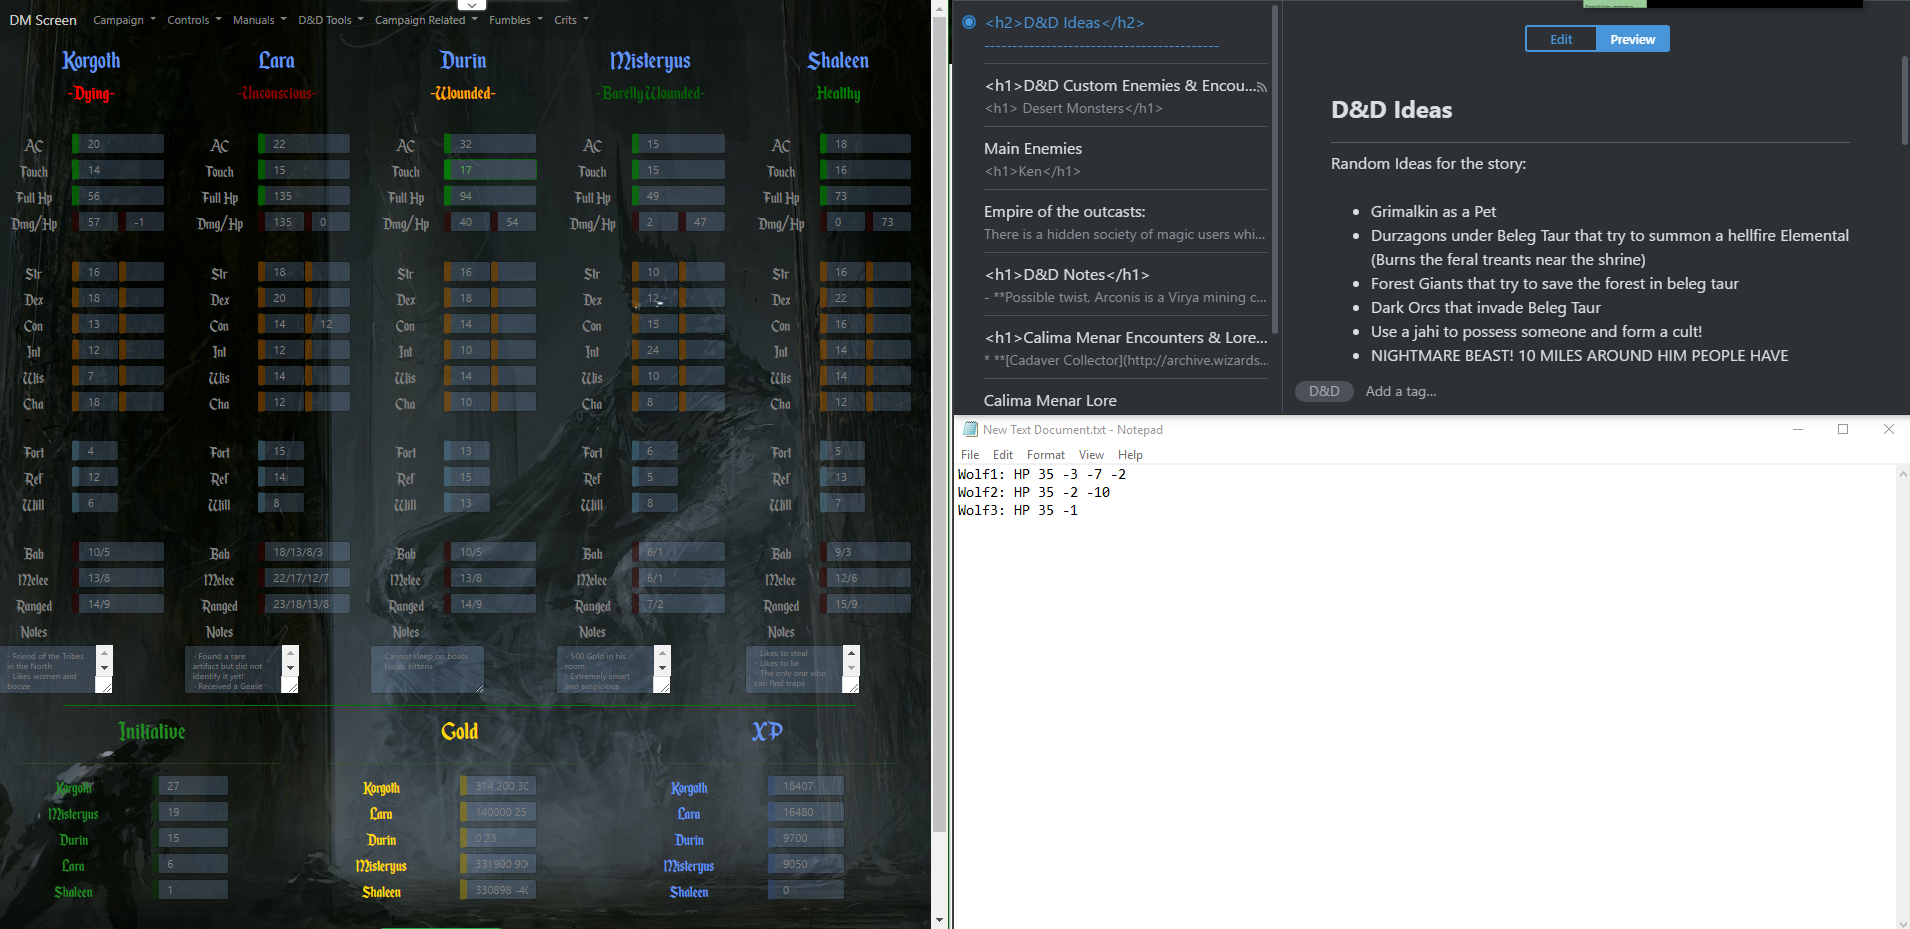 DM Screen Campaign Controls Manuals D&D Tools Campaign Related Fumbles Crits
Korgoth Lara Durin Misteryus Shaleen
-Dying- -Unconscious- -Wounded- -BarellyWounded- Healthy
AC 20 AC 22 AC 32 AC 15 AC 18
Touch 14 Touch 15 Touch 17 Touch 15 Touch 16
Full Hp 56 Full Hp 135 Full Hp 94 Full Hp 49 Full Hp 73
Dmg/Hp 57 -1 Dmg/Hp 135 0 Dmg/Hp 40 54 Dmg/Hp 2 47 Dmg/Hp 0 73
Str 16 Str 18 Str 16 Str 10 Str 16
Dex 18 Dex 20 Dex 18 Dex 12 Dex 22
Con 13 Con 14 12 Con 14 Con 15 Con 16
Int 12 Int 12 Int 10 Int 24 Int 14
Wis 7 Wis 14 Wis 14 Wis 10 Wis 14
Cha 18 Cha 12 Cha 10 Cha 8 Cha 12
Fort 4 Fort 15 Fort 13 Fort 6 Fort 5
Ref 12 Ref 14 Ref 15 Ref 5 Ref 13
Will 6 Will 8 Will 13 Will 8 Will 7
Bab 10/5 Bab 18/13/8/3 Bab 10/5 Bab 6/1 Bab 9/3
Melee 13/8 Melee 22/17/12/7 Melee 13/8 Melee 6/1 Melee 12/6
Ranged 14/9 Ranged 23/18/13/8 Ranged 14/9 Ranged 7/2 Ranged 15/9
Notes Notes Notes Notes Notes
- Friend of the Tribes
in the North
- Likes women and
booze
- Found a rare
artifact but did not
identify it yet!
- Received a Gease
- Cannot sleep on boats
Hates kittens
- 500 Gold in his
room
- Extremely smart
and suspicious
- Likes to steal
- Likes to lie
- The only one who
can find traps
Initiative Gold XP
Korgoth 27 Korgoth 314 200 30 Korgoth 18407
Misteryus 19 Lara 140000 25 Lara 16480
Durin 15 Durin 0 23 Durin 9700
Lara 6 Misteryus 331900 90 Misteryus 9050
Shaleen 1 Shaleen 330898 -40 Shaleen 0
<h2>D&D Ideas</h2>
------------------------------------------
<h1>D&D Custom Enemies & Encou...
<h1> Desert Monsters</h1>
Main Enemies
<h1>Ken</h1>
Empire of the outcasts:
There is a hidden society of magic users whi...
<h1>D&D Notes</h1>
- **Possible twist, Arconis is a Virya mining c...
<h1>Calima Menar Encounters & Lore...
* **[Cadaver Collector](http://archive.wizards...
Calima Menar Lore
Edit Preview
D&D Ideas
Random Ideas for the story:
• Grimalkin as a Pet
• Durzagons under Beleg Taur that try to summon a hellfire Elemental
(Burns the feral treants near the shrine)
• Forest Giants that try to save the forest in beleg taur
• Dark Orcs that invade Beleg Taur
• Use a jahi to possess someone and form a cult!
• NIGHTMARE BEAST! 10 MILES AROUND HIM PEOPLE HAVE
D&D Add a tag...
New Text Document.txt - Notepad
File Edit Format View Help
Wolf1: HP 35 -3 -7 -2
Wolf2: HP 35 -2 -10
Wolf3: HP 35 -1